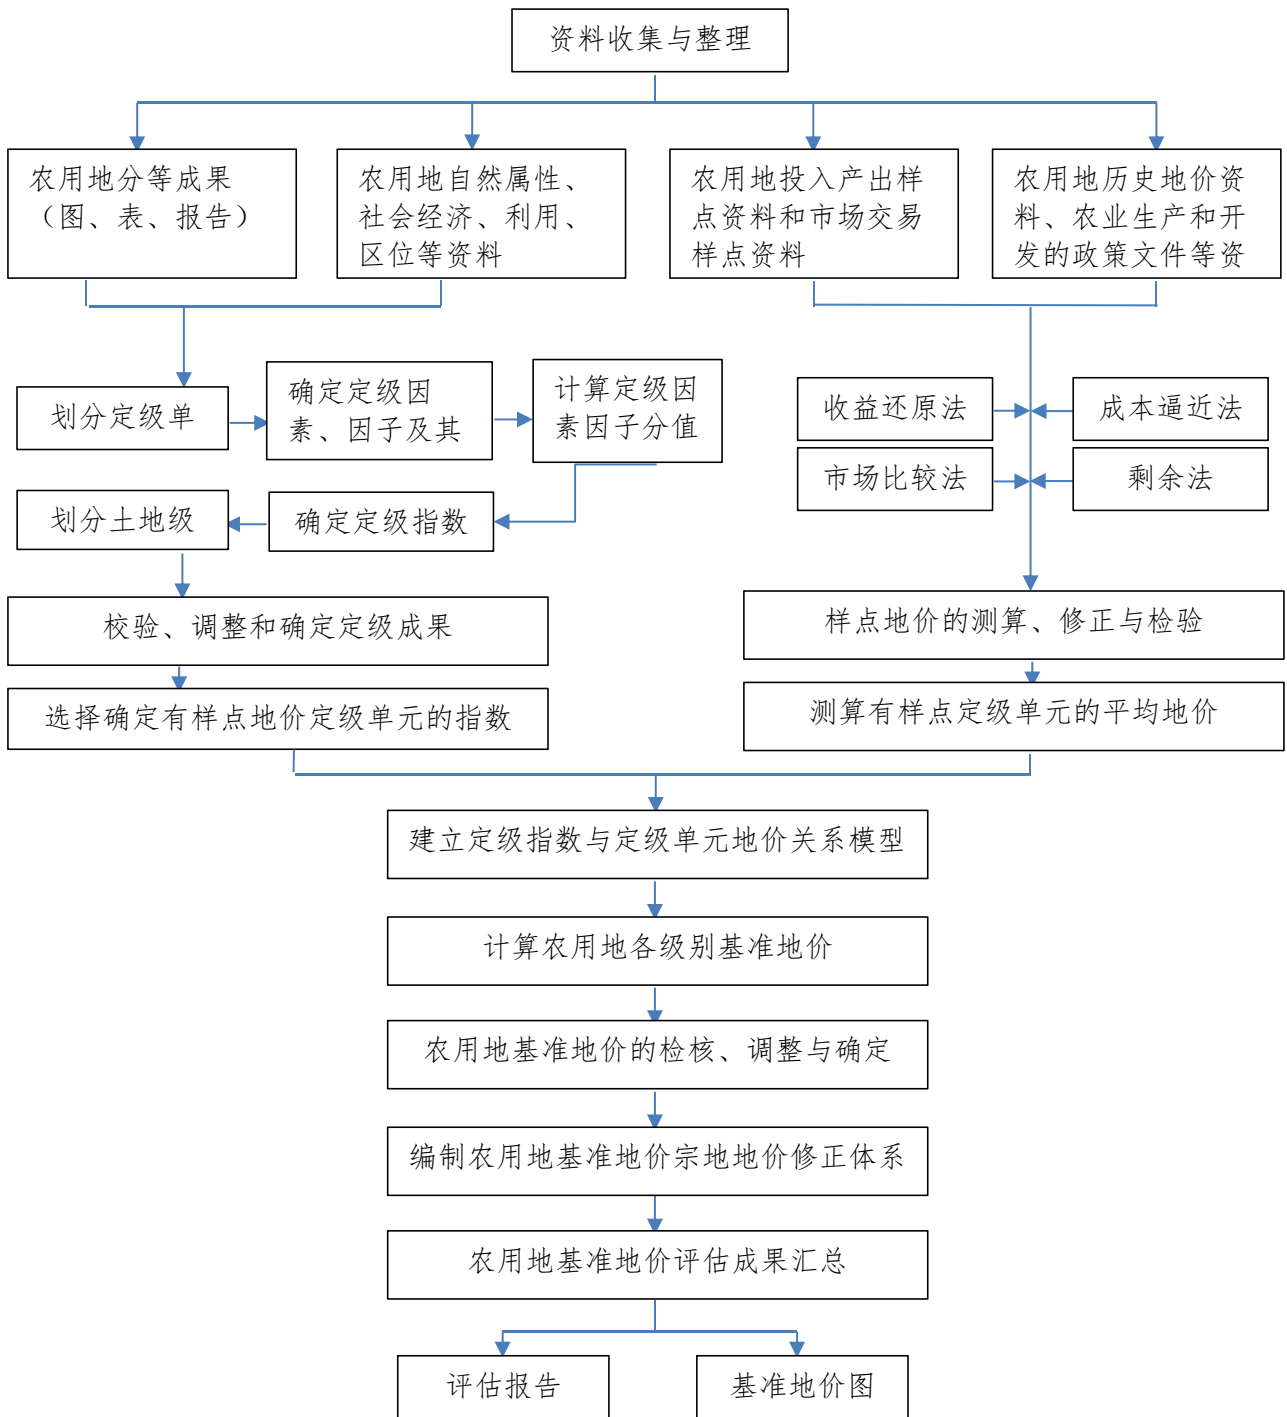 资料收集与整理
农用地分等成果
（图、表、报告）
农用地自然属性、
社会经济、利用、
区位等资料
农用地投入产出样
点资料和市场交易
样点资料
农用地历史地价资
料、农业生产和开
发的政策文件等资
划分定级单
确定定级因
素、因子及其
计算定级因
素因子分值
收益还原法
成本逼近法
市场比较法
剩余法
划分土地级
确定定级指数
校验、调整和确定定级成果
样点地价的测算、修正与检验
选择确定有样点地价定级单元的指数
测算有样点定级单元的平均地价
建立定级指数与定级单元地价关系模型
计算农用地各级别基准地价
农用地基准地价的检核、调整与确定
编制农用地基准地价宗地地价修正体系
农用地基准地价评估成果汇总
评估报告
基准地价图